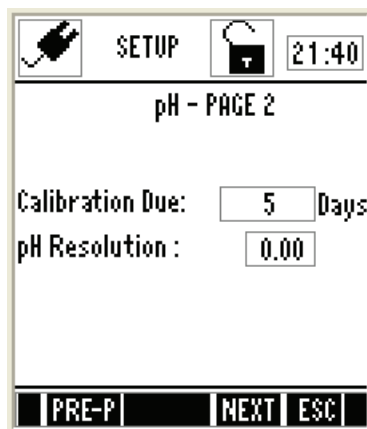 SETUP 21:40
pH - PAGE 2
Calibration Due: 5 Days
pH Resolution : 0.00
PRE-P NEXT ESC